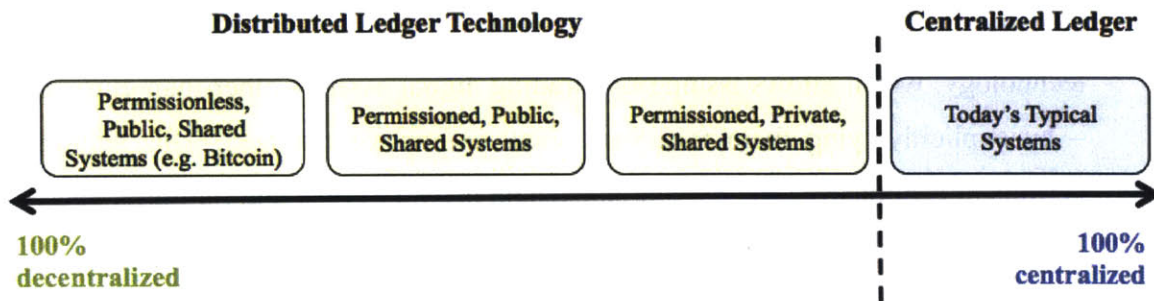 Distributed Ledger Technology
Centralized Ledger
Permissionless,
Public, Shared
Systems (e.g. Bitcoin)
Permissioned, Public,
Shared Systems
Permissioned, Private,
Shared Systems
Today's Typical
Systems
100%
decentralized
100%
centralized